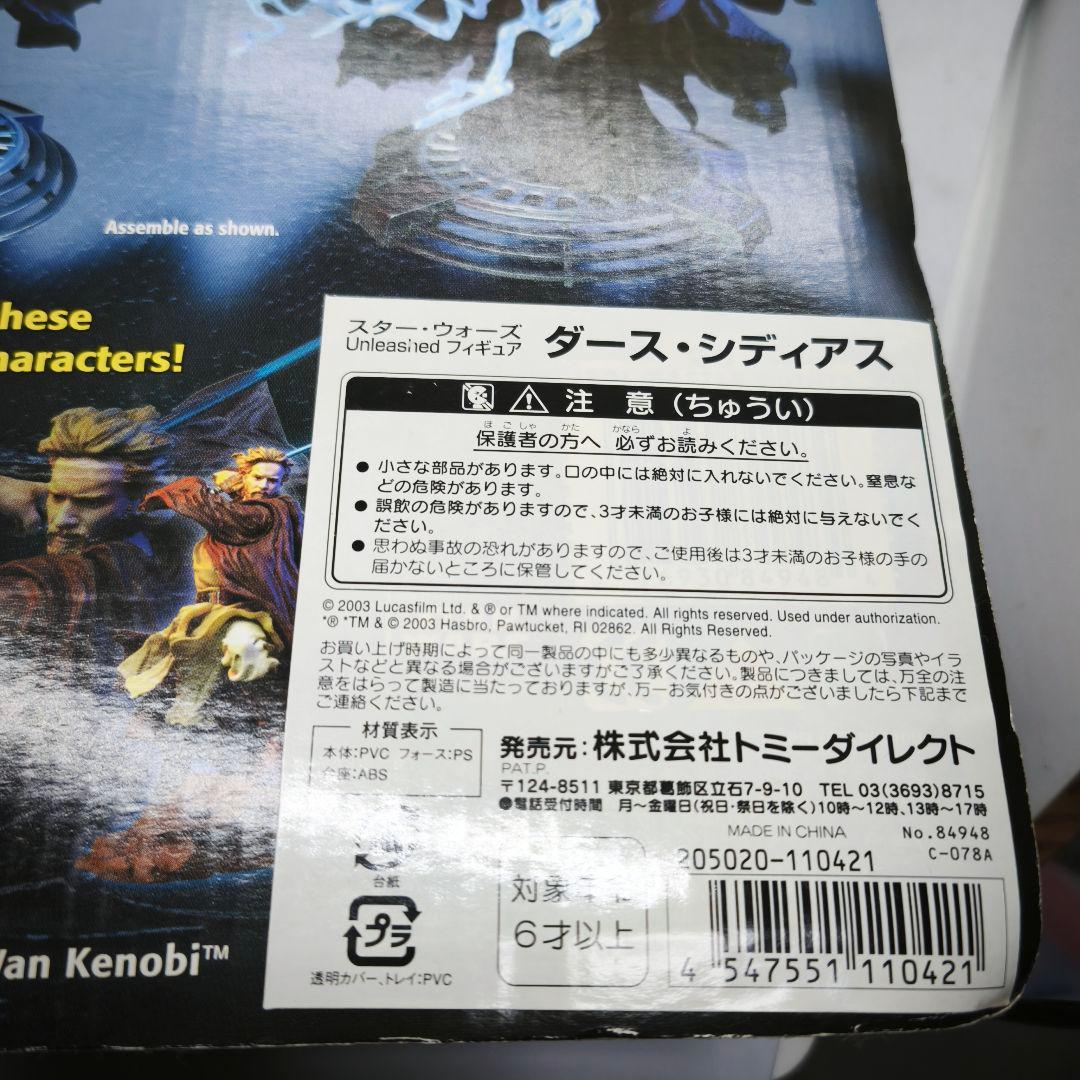 Assemble as shown.
hese
haracters!
Wan Kenobi™
スター・ウォーズ
Unleashed フィギュア
ダース・シディアス
注 意 (ちゅうい)
ほごしゃ かた かなら よ
保護者の方へ 必ずお読みください。
● 小さな部品があります。口の中には絶対に入れないでください。窒息な
どの危険があります。
● 誤飲の危険がありますので、3才未満のお子様には絶対に与えないでく
ださい。
● 思わぬ事故の恐れがありますので、ご使用後は3才未満のお子様の手の
届かないところに保管してください。
© 2003 Lucasfilm Ltd. & ® or TM where indicated. All rights reserved. Used under authorization.
*® *TM & © 2003 Hasbro, Pawtucket, RI 02862. All Rights Reserved.
お買い上げ時期によって同一製品の中にも多少異なるものや、パッケージの写真やイラ
ストなどと異なる場合がございますがご了承ください。製品につきましては、万全の注
意をはらって製造に当たっておりますが、万一お気付きの点がございましたら下記まで
ご連絡ください。
材質表示
本体:PVC フォース:PS
台座:ABS
発売元:株式会社トミーダイレクト
PAT.P.
〒124-8511 東京都葛飾区立石7-9-10 TEL 03(3693)8715
●電話受付時間 月〜金曜日(祝日・祭日を除く)10時〜12時、13時〜17時
MADE IN CHINA No.84948
205020-110421 C-078A
台紙
プラ
透明カバー、トレイ:PVC
対象年令
6才以上
4 547551 110421